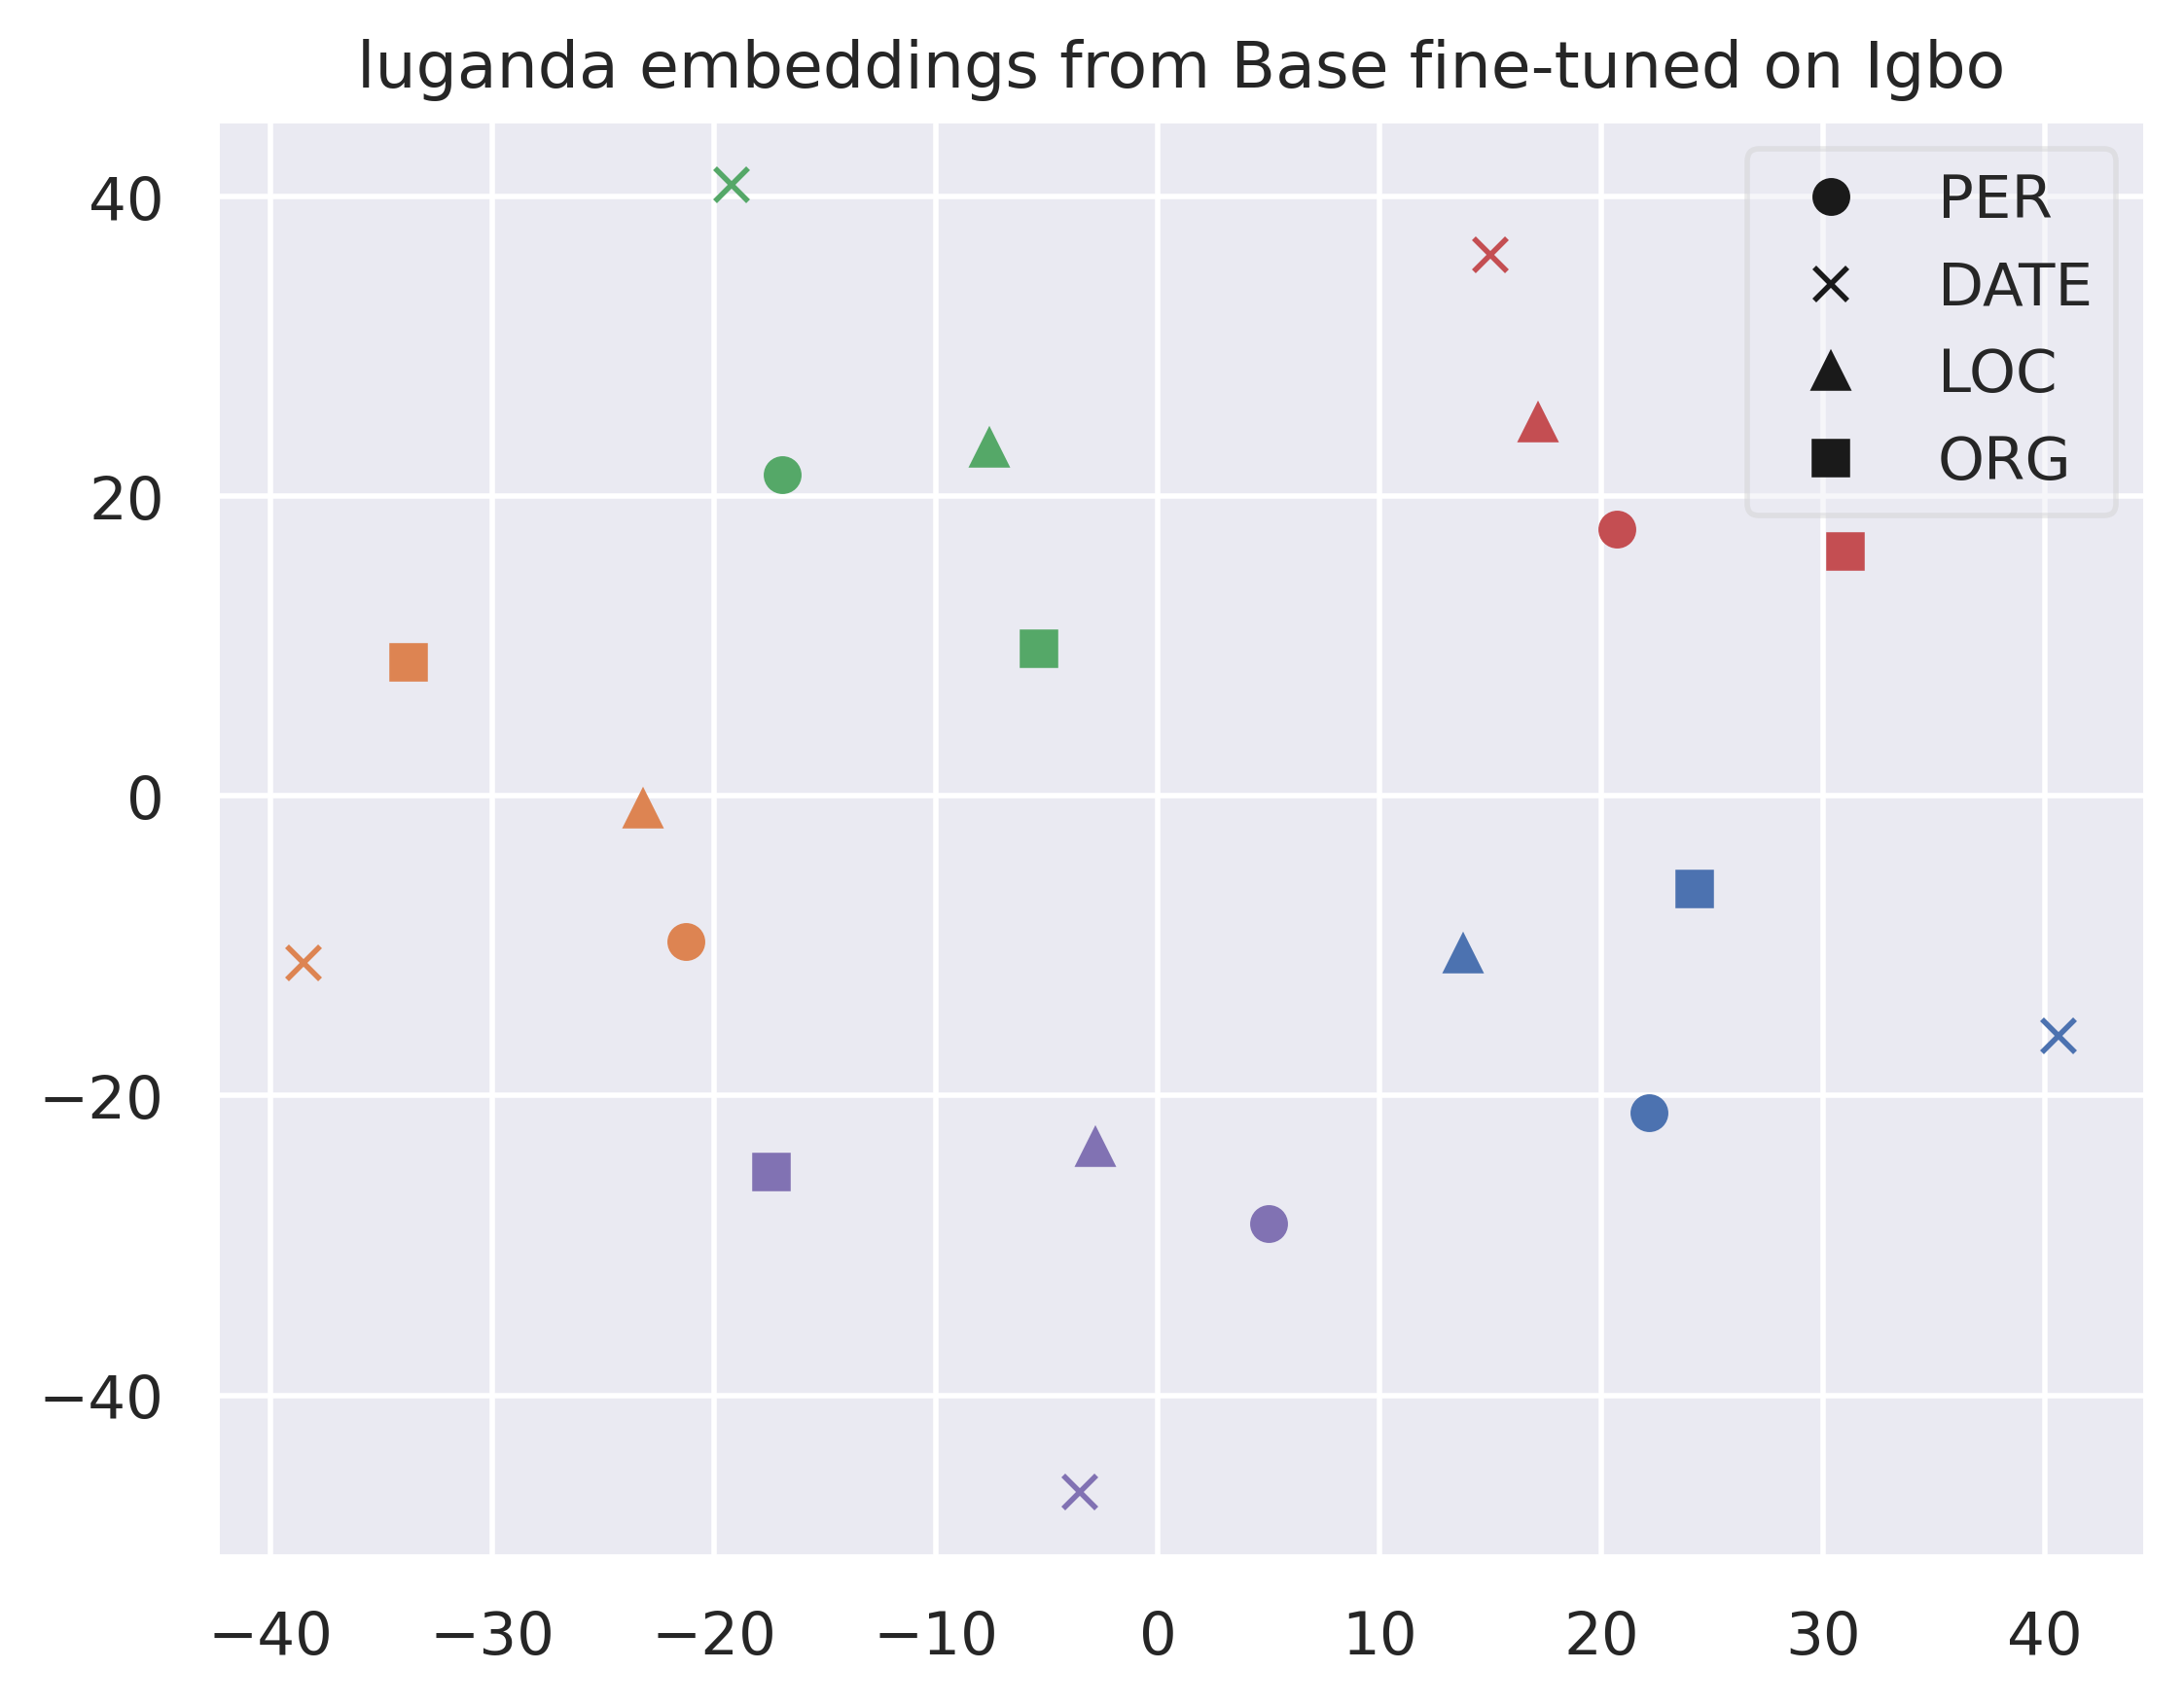 luganda embeddings from Base fine-tuned on Igbo
PER
DATE
LOC
ORG
40
20
0
−20
−40
−40 −30 −20 −10 0 10 20 30 40